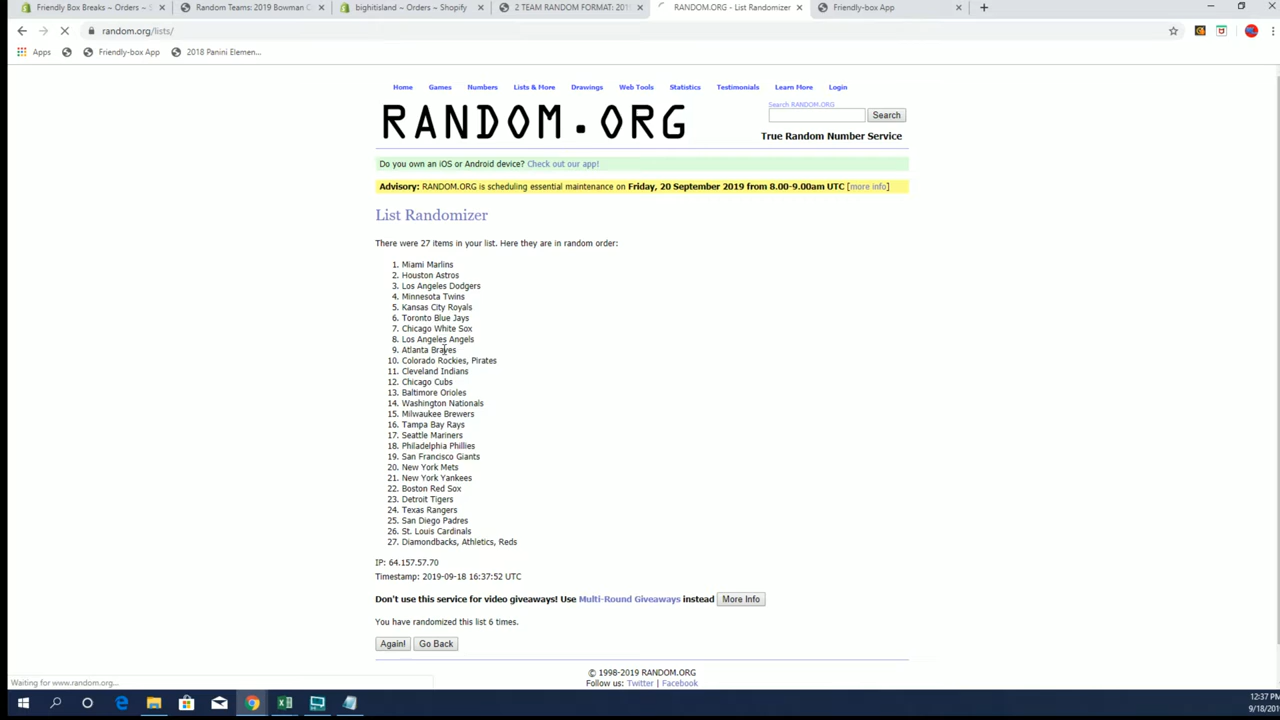 Friendly Box Breaks ~ Orders ~ S
Random Teams: 2019 Bowman C
bighitisland ~ Orders ~ Shopify
2 TEAM RANDOM FORMAT: 201
RANDOM.ORG - List Randomizer
Friendly-box App
random.org/lists/
Apps
Friendly-box App
2018 Panini Elemen...
Home Games Numbers Lists & More Drawings Web Tools Statistics Testimonials Learn More Login
RANDOM.ORG
Search RANDOM.ORG
Search
True Random Number Service
Do you own an iOS or Android device? Check out our app!
Advisory: RANDOM.ORG is scheduling essential maintenance on Friday, 20 September 2019 from 8.00-9.00am UTC [more info]
List Randomizer
There were 27 items in your list. Here they are in random order:
1. Miami Marlins
2. Houston Astros
3. Los Angeles Dodgers
4. Minnesota Twins
5. Kansas City Royals
6. Toronto Blue Jays
7. Chicago White Sox
8. Los Angeles Angels
9. Atlanta Braves
10. Colorado Rockies, Pirates
11. Cleveland Indians
12. Chicago Cubs
13. Baltimore Orioles
14. Washington Nationals
15. Milwaukee Brewers
16. Tampa Bay Rays
17. Seattle Mariners
18. Philadelphia Phillies
19. San Francisco Giants
20. New York Mets
21. New York Yankees
22. Boston Red Sox
23. Detroit Tigers
24. Texas Rangers
25. San Diego Padres
26. St. Louis Cardinals
27. Diamondbacks, Athletics, Reds
IP: 64.157.57.70
Timestamp: 2019-09-18 16:37:52 UTC
Don't use this service for video giveaways! Use Multi-Round Giveaways instead More Info
You have randomized this list 6 times.
Again! Go Back
© 1998-2019 RANDOM.ORG
Follow us: Twitter | Facebook
Waiting for www.random.org...
12:37 PM
9/18/201